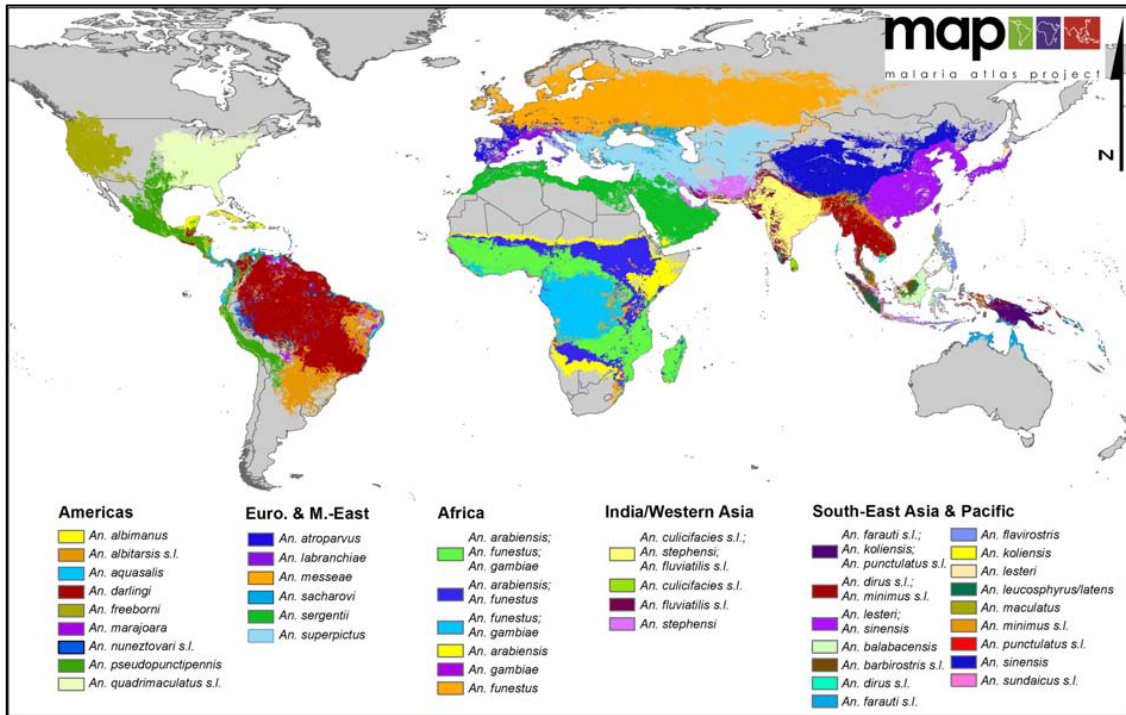 map
malaria atlas project
N
Americas
An. albimanus
An. albitarsis s.l.
An. aquasalis
An. darlingi
An. freeborni
An. marajoara
An. nuneztovari s.l.
An. pseudopunctipennis
An. quadrimaculatus s.l.
Euro. & M.-East
An. atroparvus
An. labranchiae
An. messeae
An. sacharovi
An. sergentii
An. superpictus
Africa
An. arabiensis;
An. funestus;
An. gambiae
An. arabiensis;
An. funestus
An. funestus;
An. gambiae
An. arabiensis
An. gambiae
An. funestus
India/Western Asia
An. culicifacies s.l.;
An. stephensi;
An. fluviatilis s.l.
An. culicifacies s.l.
An. fluviatilis s.l.
An. stephensi
South-East Asia & Pacific
An. farauti s.l.;
An. koliensis;
An. punctulatus s.l.
An. dirus s.l.;
An. minimus s.l.
An. lesteri;
An. sinensis
An. balabacensis
An. barbirostris s.l.
An. dirus s.l.
An. farauti s.l.
An. flavirostris
An. koliensis
An. lesteri
An. leucosphyrus/latens
An. maculatus
An. minimus s.l.
An. punctulatus s.l.
An. sinensis
An. sundaicus s.l.